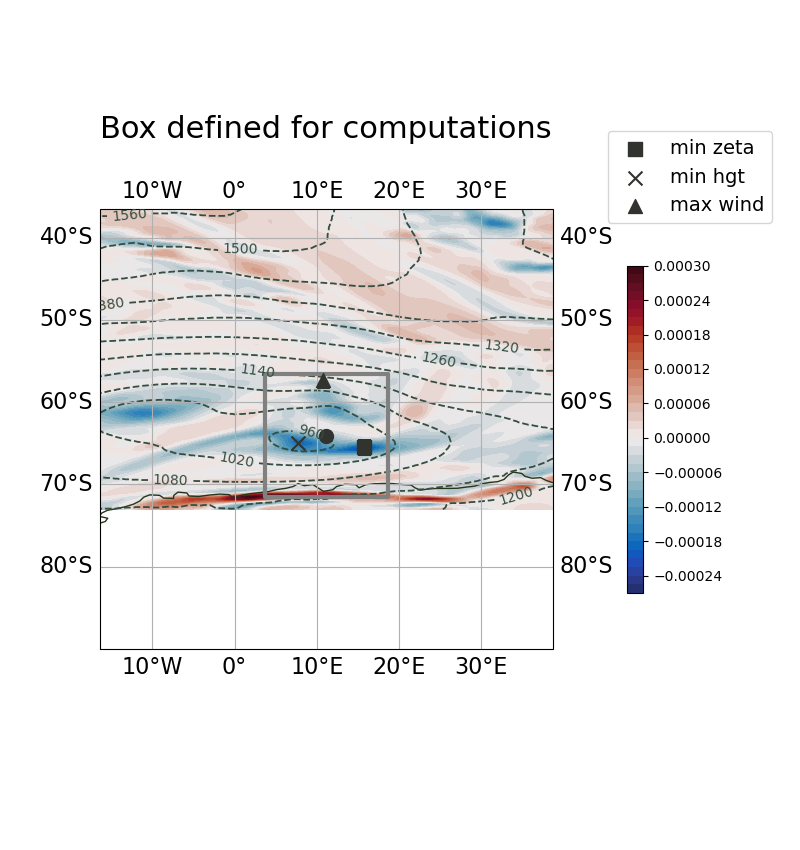 Box defined for computations
min zeta
min hgt
max wind
10°W 0° 10°E 20°E 30°E
1560
40°S 40°S
1500
0.00030
380
0.00024
50°S 50°S
0.00018
1320
1260
1140
0.00012
60°S 60°S
0.00006
960
0.00000
1020
1080
70°S 70°S
−0.00006
1200
−0.00012
80°S 80°S
−0.00018
−0.00024
10°W 0° 10°E 20°E 30°E